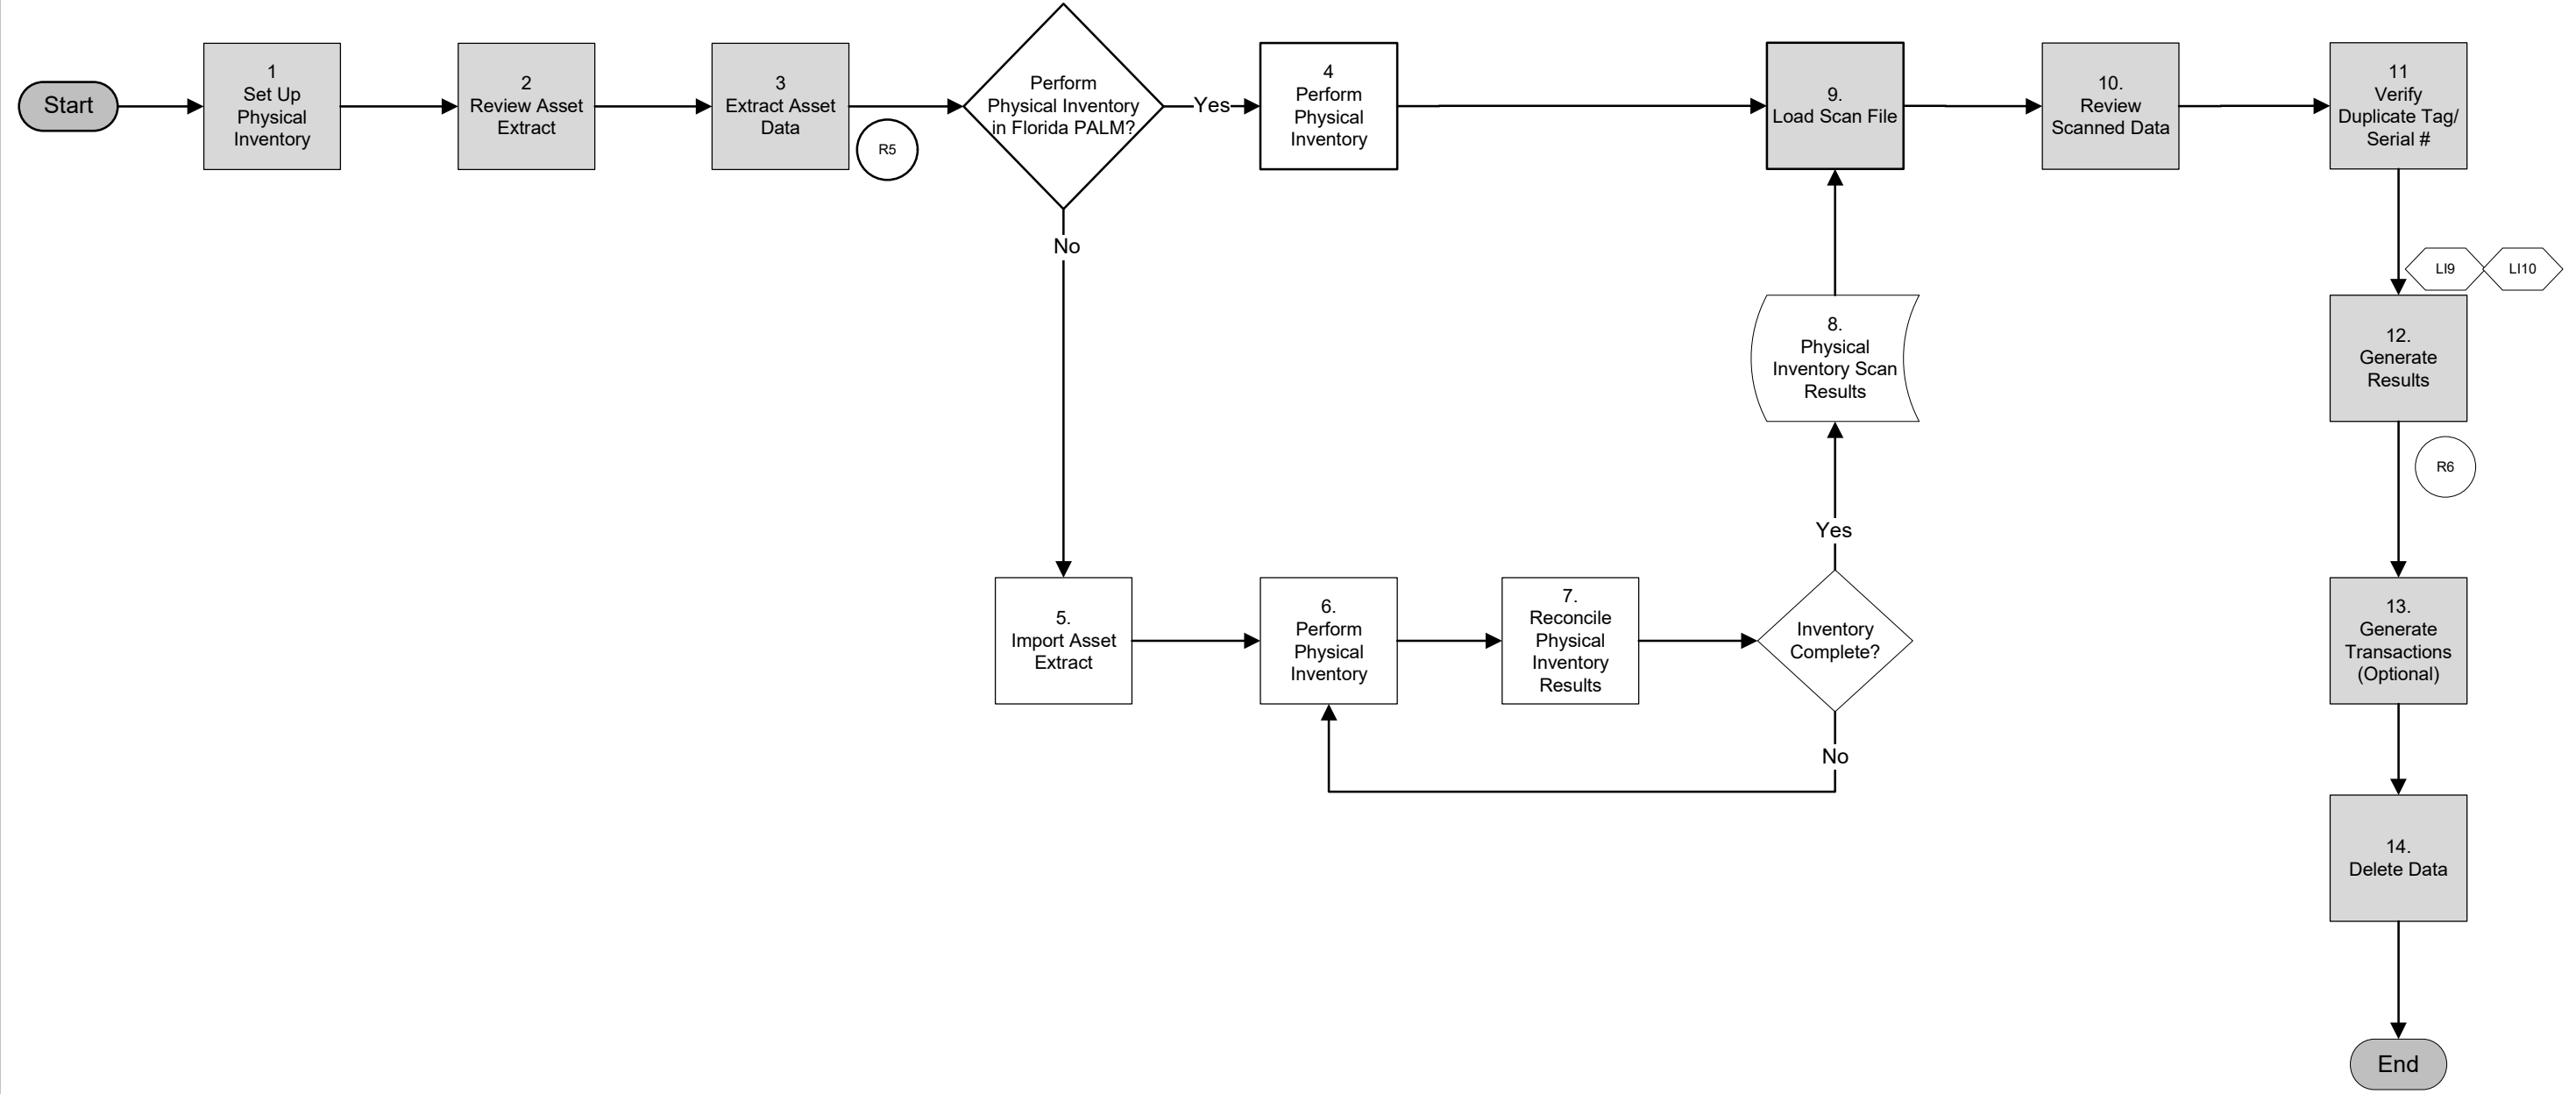 Start
1
Set Up
Physical
Inventory
2
Review Asset
Extract
3
Extract Asset
Data
R5
Perform
Physical Inventory
in Florida PALM?
Yes
4
Perform
Physical
Inventory
9.
Load Scan File
10.
Review
Scanned Data
11
Verify
Duplicate Tag/
Serial #
No
LI9
LI10
8.
Physical
Inventory Scan
Results
12.
Generate
Results
R6
Yes
5.
Import Asset
Extract
6.
Perform
Physical
Inventory
7.
Reconcile
Physical
Inventory
Results
Inventory
Complete?
13.
Generate
Transactions
(Optional)
No
14.
Delete Data
End